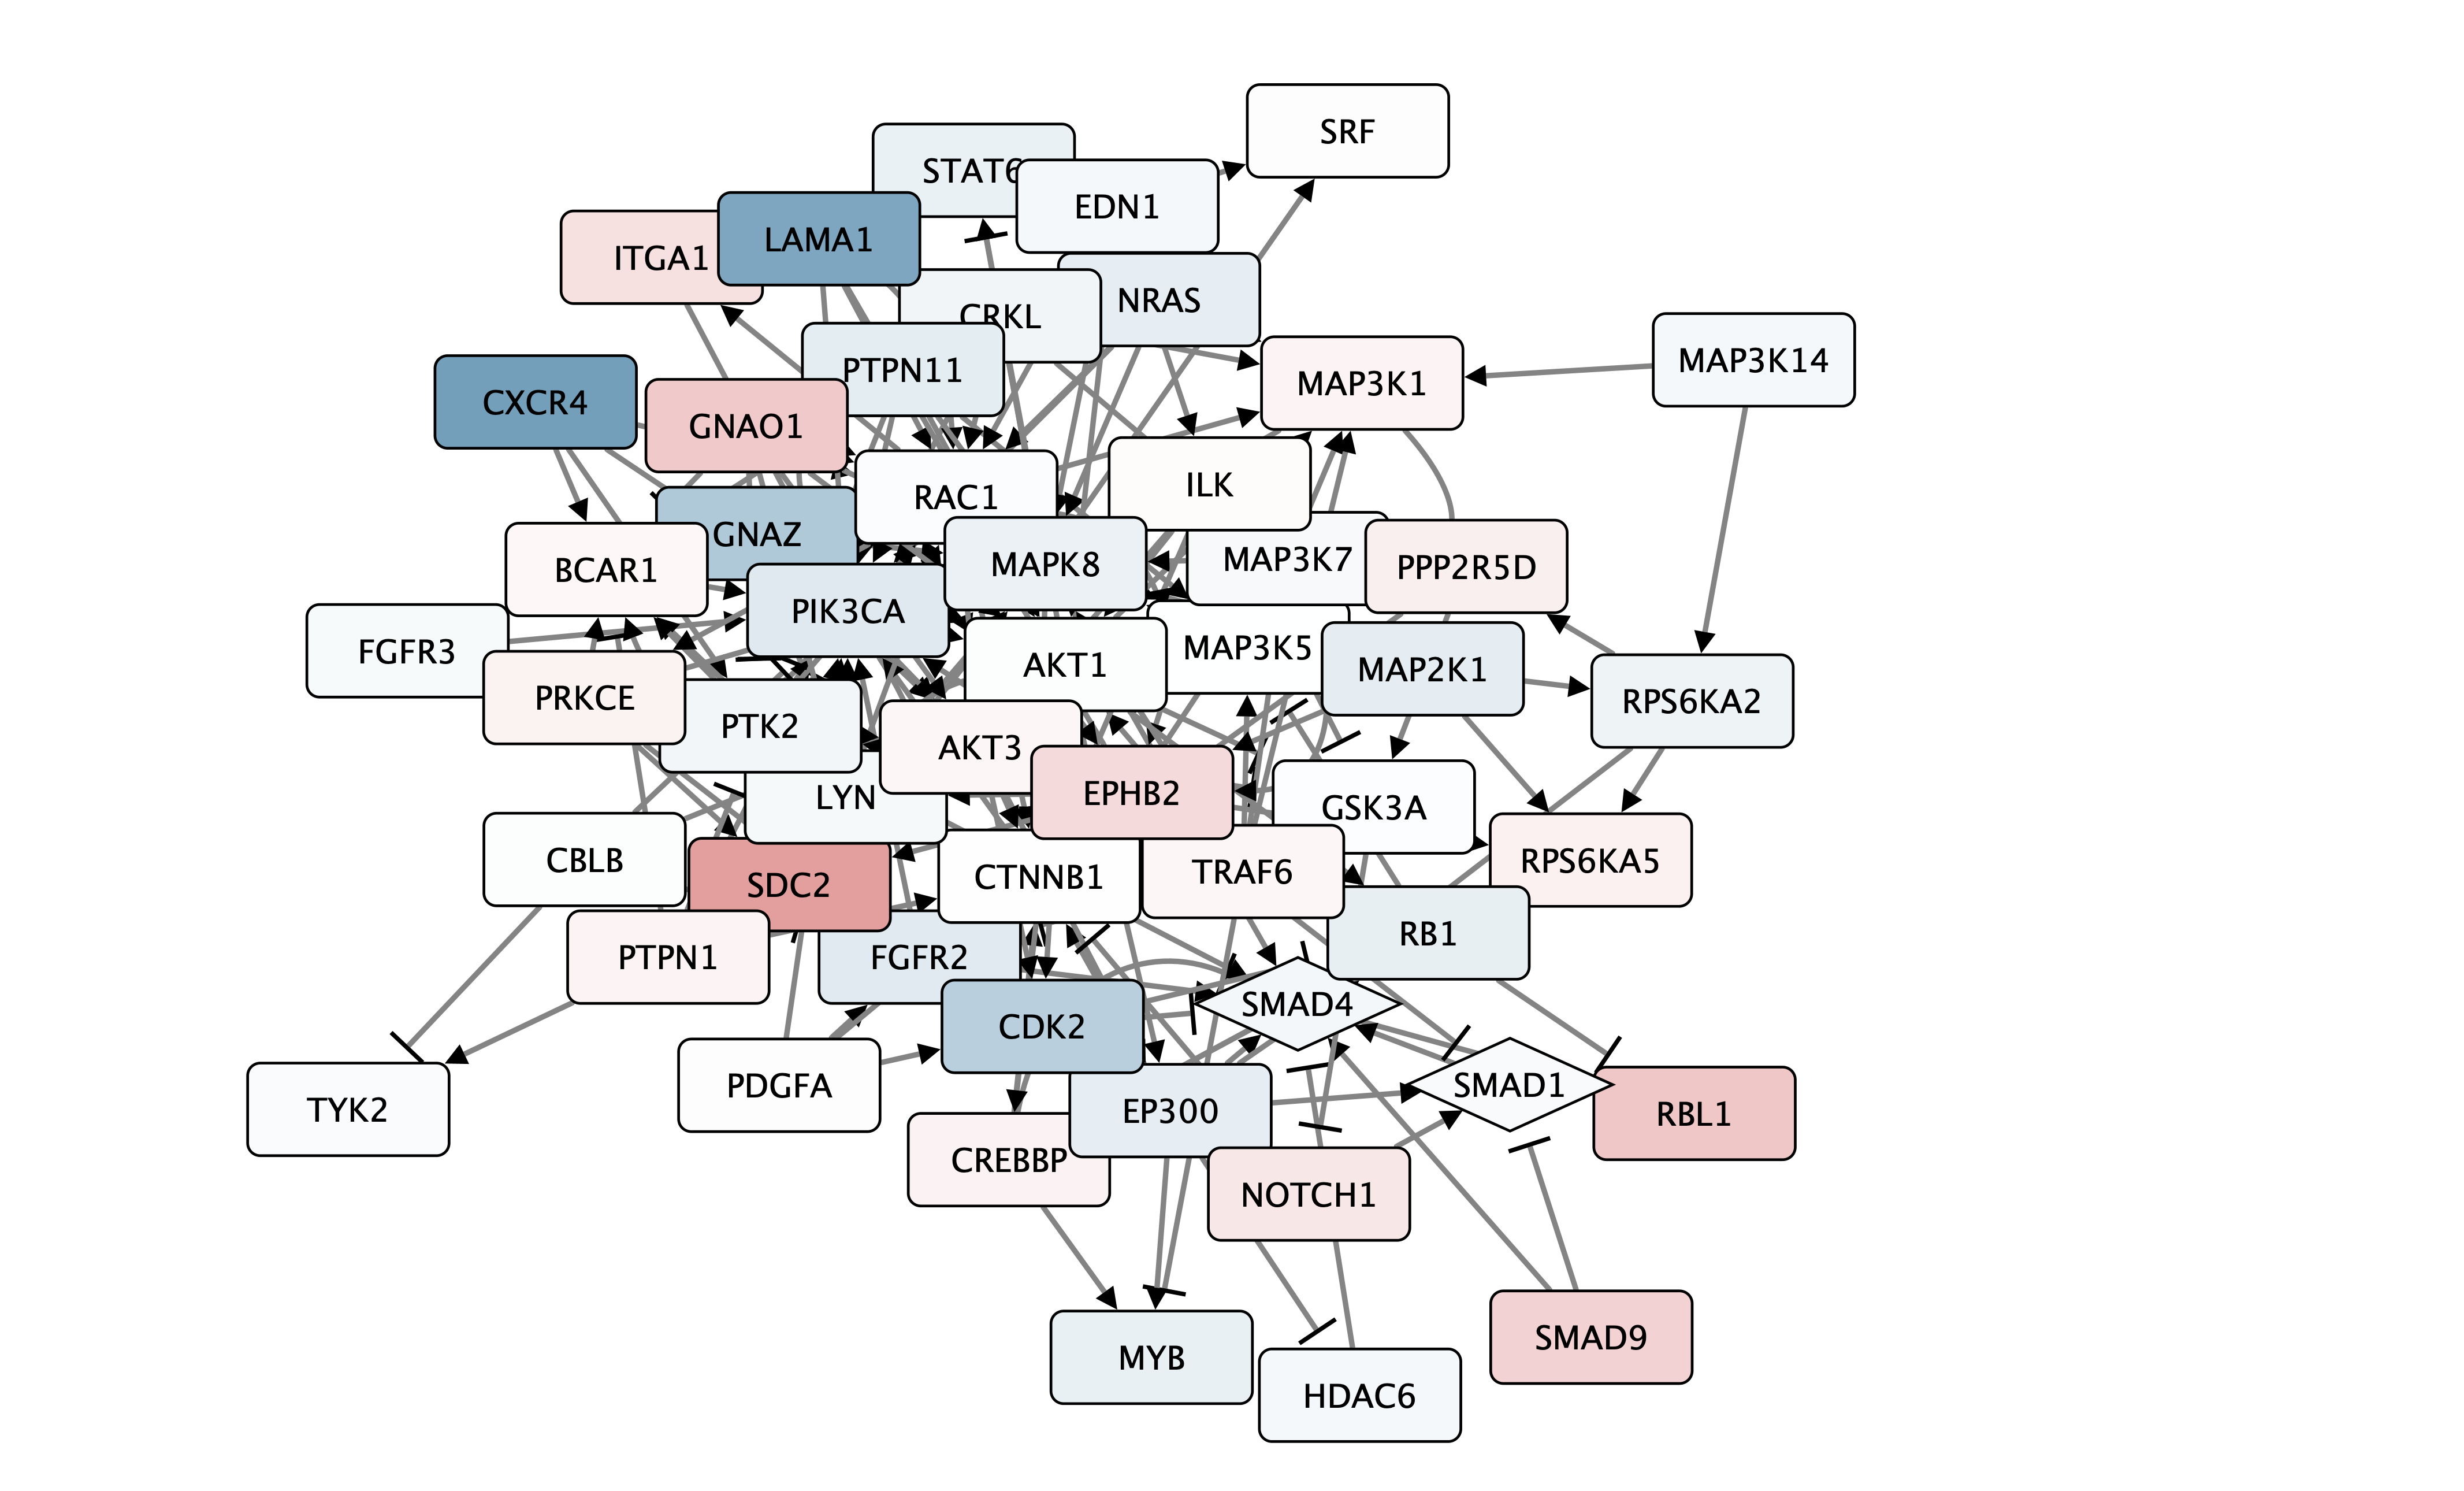 SRF
STAT6
EDN1
LAMA1
ITGA1
NRAS
CRKL
MAP3K14
PTPN11
MAP3K1
CXCR4
GNAO1
ILK
RAC1
GNAZ
MAP3K7
MAPK8
PPP2R5D
BCAR1
PIK3CA
MAP3K5
FGFR3
AKT1
MAP2K1
PRKCE
RPS6KA2
PTK2
AKT3
EPHB2
LYN
GSK3A
CBLB
RPS6KA5
TRAF6
CTNNB1
SDC2
RB1
PTPN1
FGFR2
SMAD4
CDK2
PDGFA
SMAD1
TYK2
EP300
RBL1
CREBBP
NOTCH1
SMAD9
MYB
HDAC6